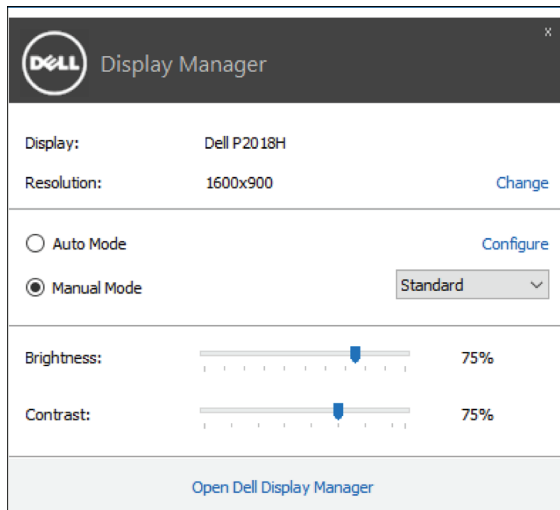 x
DELL Display Manager
Display: Dell P2018H
Resolution: 1600x900 Change
Auto Mode Configure
Manual Mode Standard
Brightness: 75%
Contrast: 75%
Open Dell Display Manager